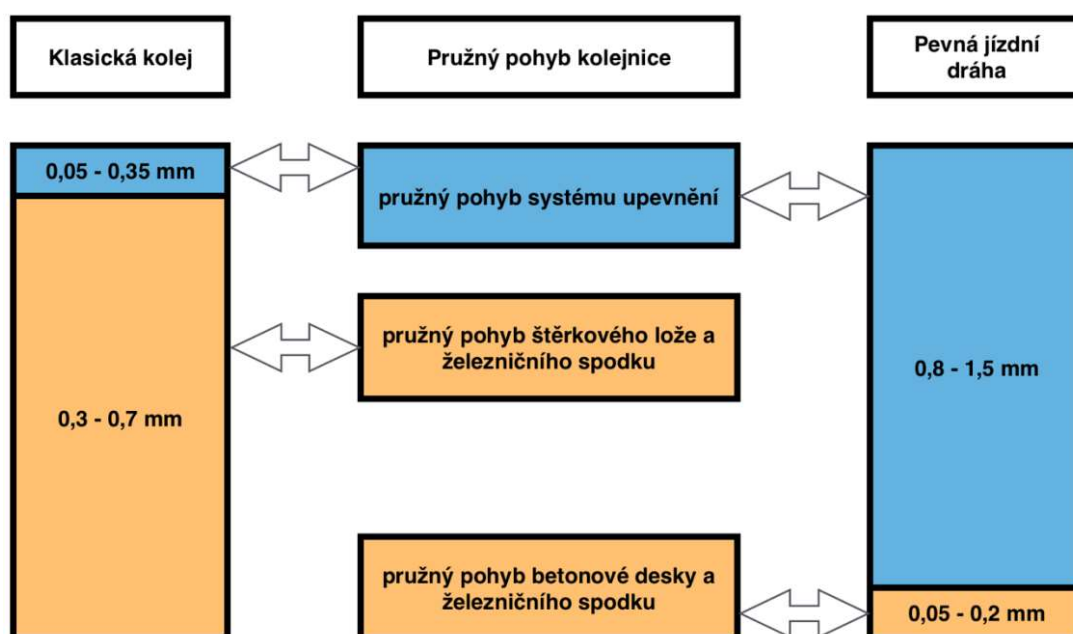 Klasická kolej
Pružný pohyb kolejnice
Pevná jízdní
dráha
0,05 - 0,35 mm
pružný pohyb systému upevnění
pružný pohyb štěrkového lože a
železničního spodku
0,8 - 1,5 mm
0,3 - 0,7 mm
pružný pohyb betonové desky a
železničního spodku
0,05 - 0,2 mm